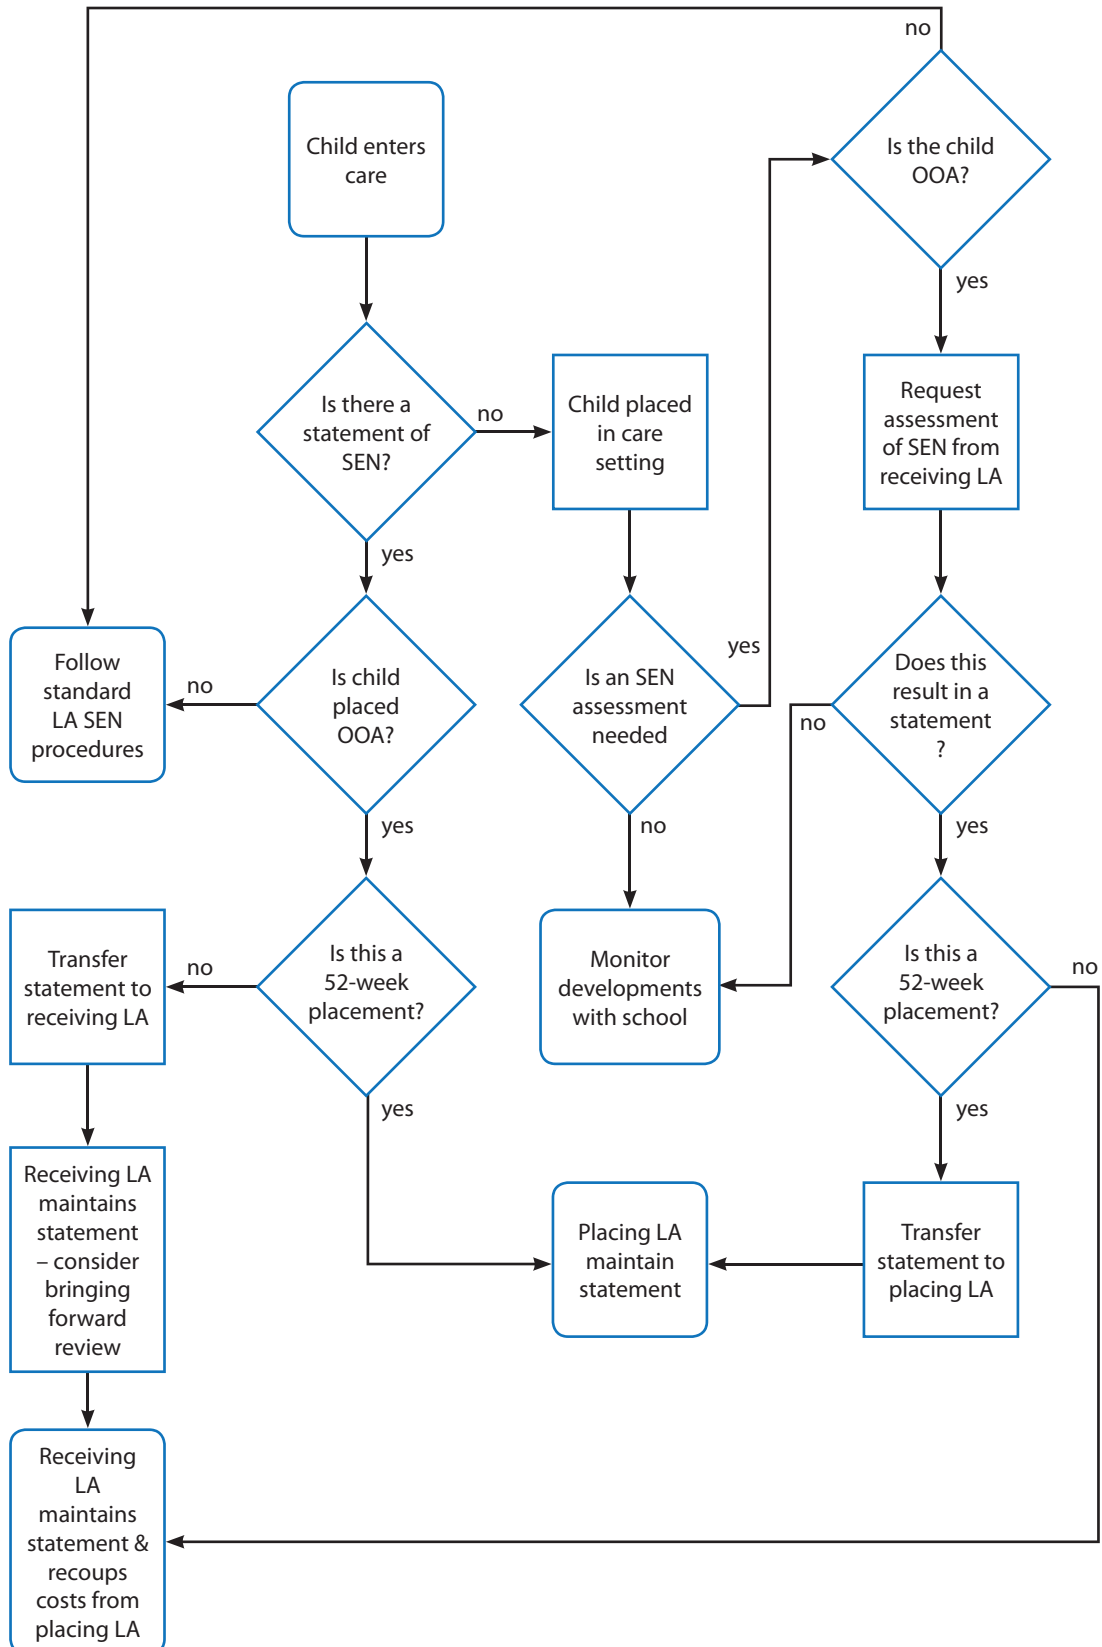 no
Child enters
care
Is the child
OOA?
yes
Is there a
statement of
SEN?
no
Child placed
in care
setting
Request
assessment
of SEN from
receiving LA
yes
Follow
standard
LA SEN
procedures
no
Is child
placed
OOA?
Is an SEN
assessment
needed
yes
Does this
result in a
statement
?
no
yes
no
yes
Transfer
statement to
receiving LA
no
Is this a
52-week
placement?
Monitor
developments
with school
Is this a
52-week
placement?
no
yes
yes
Receiving LA
maintains
statement
– consider
bringing
forward
review
Placing LA
maintain
statement
Transfer
statement to
placing LA
Receiving
LA
maintains
statement &
recoups
costs from
placing LA